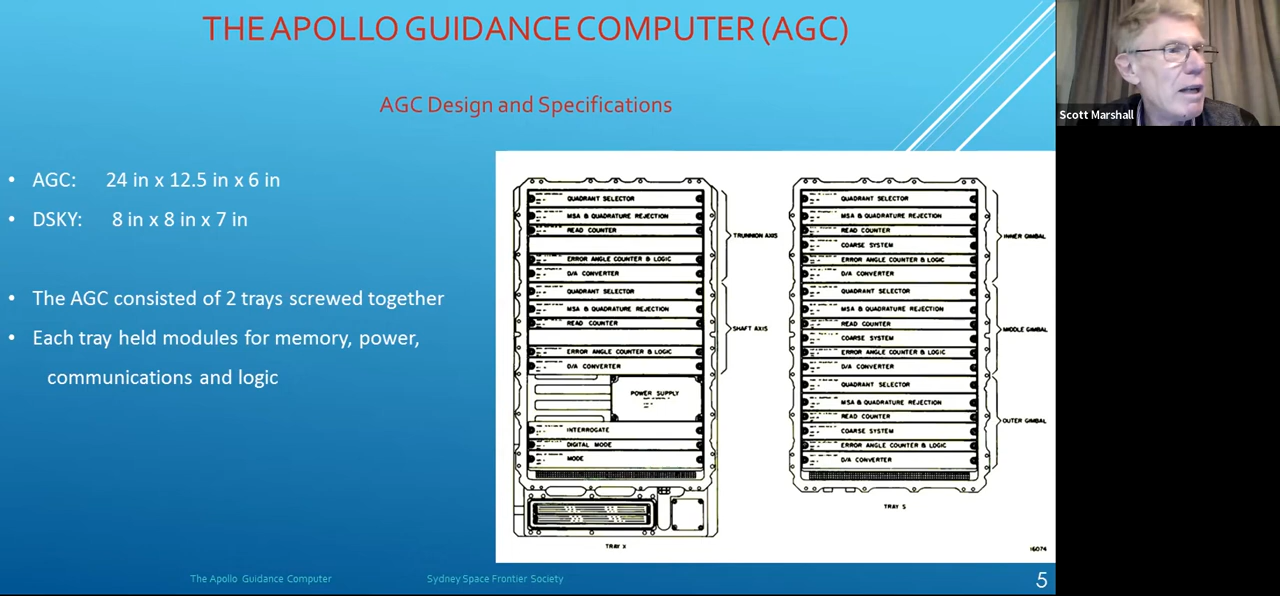 THE APOLLO GUIDANCE COMPUTER (AGC)
AGC Design and Specifications
• AGC: 24 in x 12.5 in x 6 in
• DSKY: 8 in x 8 in x 7 in
• The AGC consisted of 2 trays screwed together
• Each tray held modules for memory, power,
communications and logic
QUADRANT SELECTOR
MSA & QUADRATURE REJECTION
READ COUNTER
ERROR ANGLE COUNTER & LOGIC
D/A CONVERTER
TRUNNION AXIS
QUADRANT SELECTOR
MSA & QUADRATURE REJECTION
READ COUNTER
ERROR ANGLE COUNTER & LOGIC
D/A CONVERTER
SHAFT AXIS
POWER SUPPLY
INTERROGATE
DIGITAL MODE
MODE
TRAY X
QUADRANT SELECTOR
MSA & QUADRATURE REJECTION
READ COUNTER
COARSE SYSTEM
ERROR ANGLE COUNTER & LOGIC
D/A CONVERTER
INNER GIMBAL
QUADRANT SELECTOR
MSA & QUADRATURE REJECTION
READ COUNTER
COARSE SYSTEM
ERROR ANGLE COUNTER & LOGIC
D/A CONVERTER
MIDDLE GIMBAL
QUADRANT SELECTOR
MSA & QUADRATURE REJECTION
READ COUNTER
COARSE SYSTEM
ERROR ANGLE COUNTER & LOGIC
D/A CONVERTER
OUTER GIMBAL
TRAY S
16074
The Apollo Guidance Computer
Sydney Space Frontier Society
5
Scott Marshall